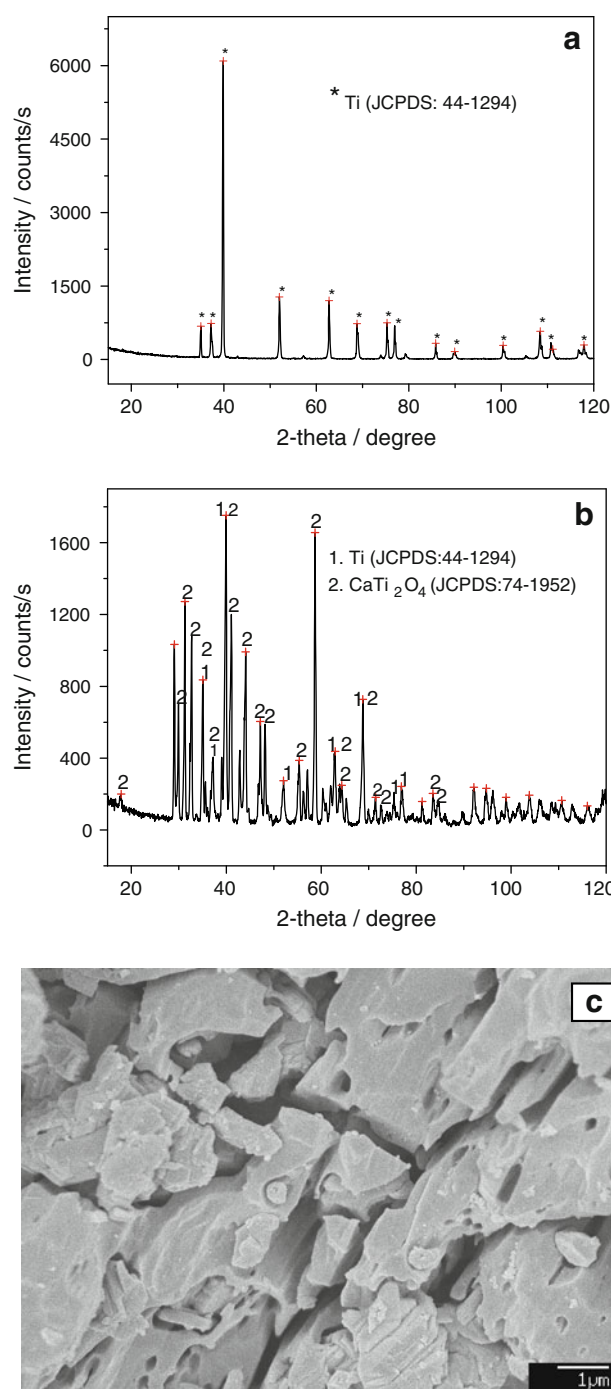 a
* Ti (JCPDS: 44-1294)
Intensity / counts/s
6000
4500
3000
1500
0
* * * * * * * * * * * * * *
20 40 60 80 100 120
2-theta / degree
b
1. Ti (JCPDS:44-1294)
2. CaTi 2O4 (JCPDS:74-1952)
Intensity / counts/s
1600
1200
800
400
0
20 40 60 80 100 120
2-theta / degree
c
1µm